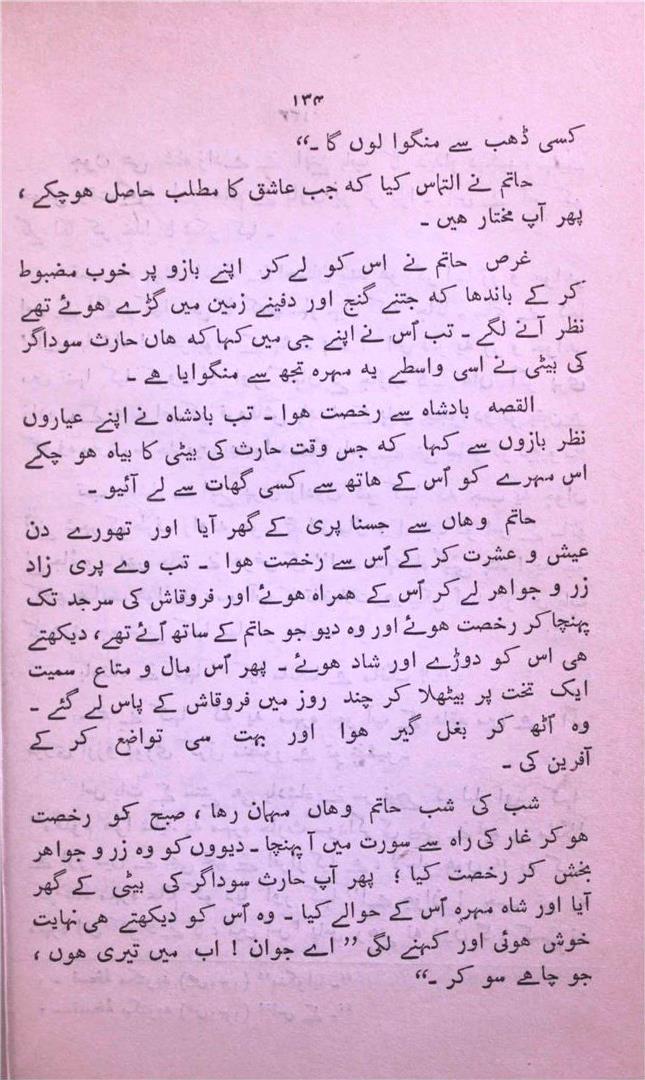 ۱۳۴
کسی ڈھب سے منگوا لوں گا ۔‘‘
حاتم نے التماس کیا کہ جب عاشق کا مطلب حاصل ہوچکے ،
پھر آپ مختار ہیں ۔
غرض حاتم نے اس کو لے کر اپنے بازو پر خوب مضبوط
کر کے باندھا کہ جتنے گنج اور دفینے زمین میں گڑے ہوئے تھے
نظر آنے لگے ۔ تب اُس نے اپنے جی میں کہا کہ ہاں حارث سوداگر
کی بیٹی نے اسی واسطے یہ مہرہ تجھ سے منگوایا ہے ۔
القصہ بادشاہ سے رخصت ہوا ۔ تب بادشاہ نے اپنے عیاروں
نظر بازوں سے کہا کہ جس وقت حارث کی بیٹی کا بیاہ ہو چکے
اس مہرے کو اُس کے ہاتھ سے کسی گھات سے لے آئیو ۔
حاتم وہاں سے حسنا پری کے گھر آیا اور تھورے دن
عیش و عشرت کر کے اُس سے رخصت ہوا ۔ تب وے پری زاد
زر و جواہر لے کر اُس کے ہمراہ ہوئے اور فروقاش کی سرحد تک
پہنچا کر رخصت ہوئے اور وہ دیو جو حاتم کے ساتھ آئے تھے، دیکھتے
ہی اس کو دوڑے اور شاد ہوئے ۔ پھر اُس مال و متاع سمیت
ایک تخت پر بیٹھلا کر چند روز میں فروقاش کے پاس لے گئے ۔
وہ اُٹھ کر بغل گیر ہوا اور بہت سی تواضع کر کے
آفرین کی ۔
شب کی شب حاتم وہاں مہمان رہا ، صبح کو رخصت
ہو کر غار کی راہ سے سورت میں آ پہنچا ۔ دیووں کو وہ زر و جواہر
بخش کر رخصت کیا ؛ پھر آپ حارث سوداگر کی بیٹی کے گھر
آیا اور شاہ مہرہ اُس کے حوالے کیا ۔ وہ اُس کو دیکھتے ہی نہایت
خوش ہوئی اور کہنے لگی ’’ اے جوان ! اب میں تیری ہوں ،
جو چاہے سو کر ۔‘‘